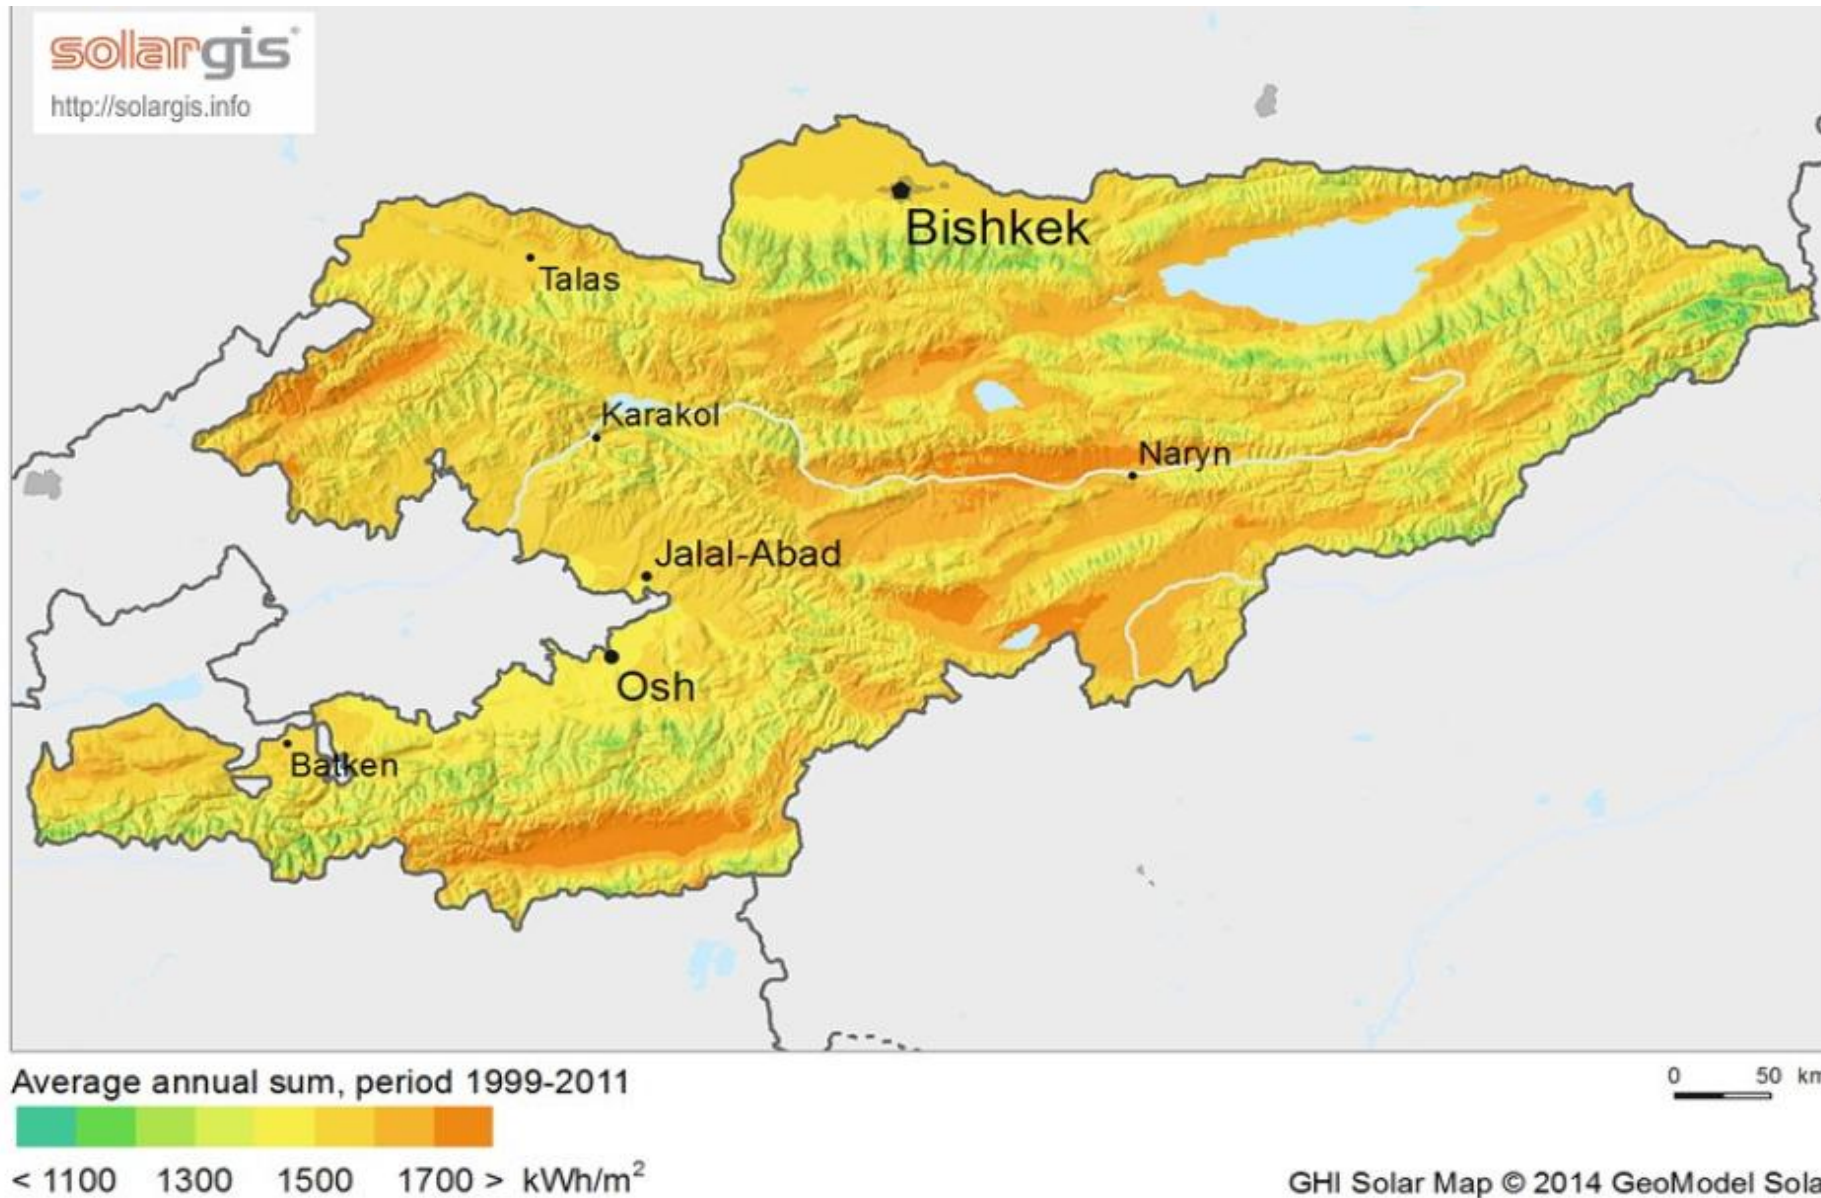 solargis
http://solargis.info
Bishkek
Talas
Karakol
Naryn
Jalal-Abad
Osh
Batken
Average annual sum, period 1999-2011
0 50 km
< 1100 1300 1500 1700 > kWh/m²
GHI Solar Map © 2014 GeoModel Sola